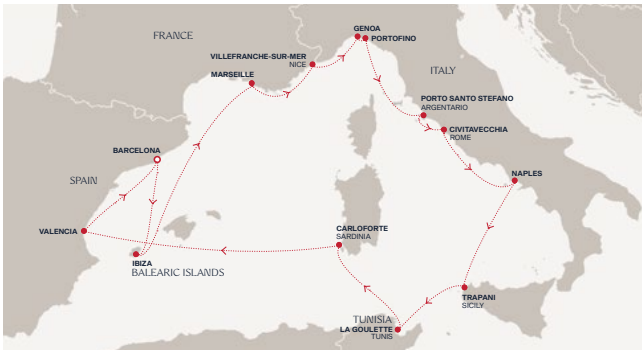 FRANCE
GENOA
PORTOFINO
VILLEFRANCHE-SUR-MER
NICE
MARSEILLE
ITALY
PORTO SANTO STEFANO
ARGENTARIO
CIVITAVECCHIA
ROME
BARCELONA
NAPLES
SPAIN
VALENCIA
CARLOFORTE
SARDINIA
IBIZA
BALEARIC ISLANDS
TRAPANI
SICILY
TUNISIA
LA GOULETTE
TUNIS